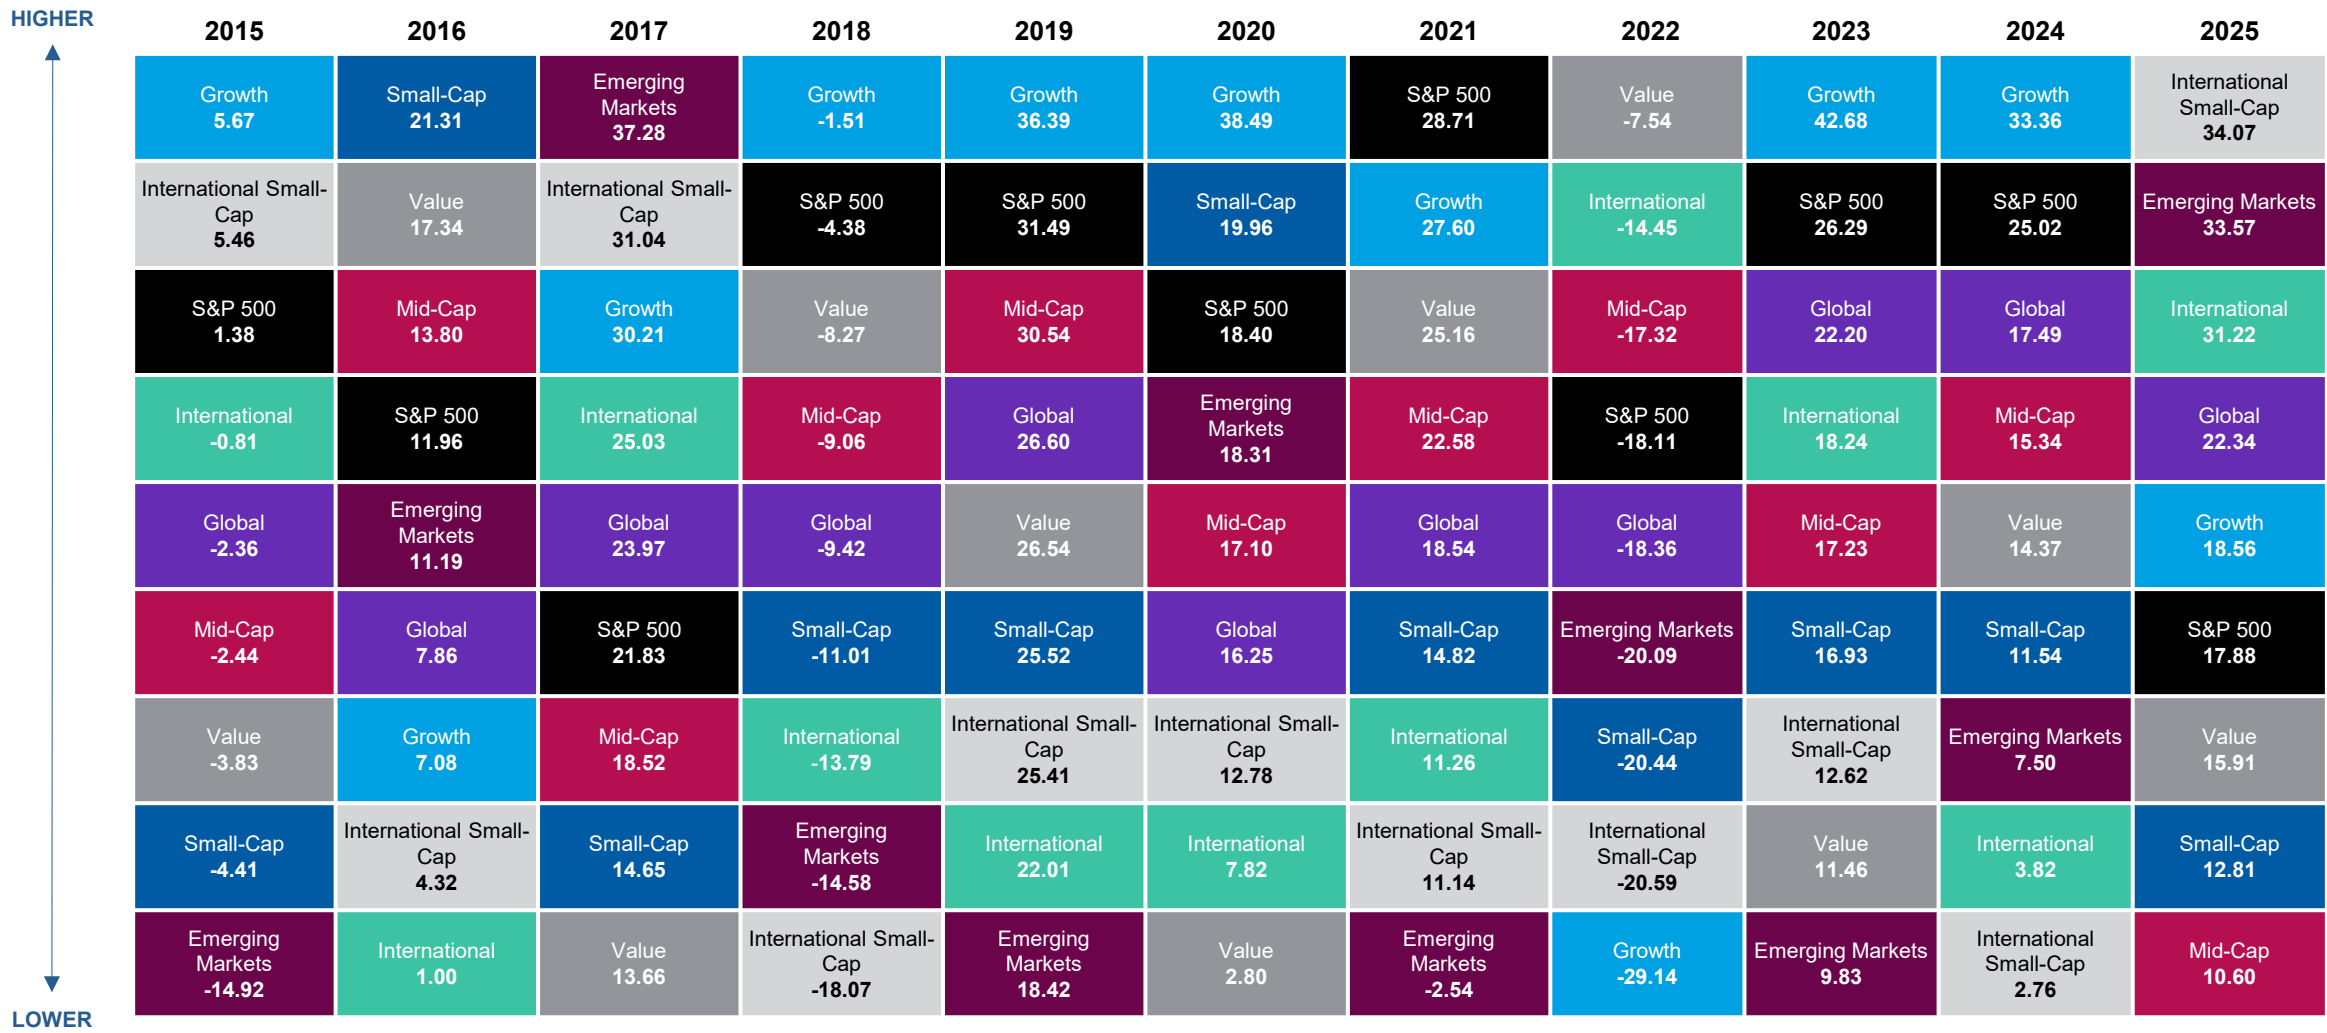 HIGHER
2015 2016 2017 2018 2019 2020 2021 2022 2023 2024 2025
Growth
5.67
Small-Cap
21.31
Emerging
Markets
37.28
Growth
-1.51
Growth
36.39
Growth
38.49
S&P 500
28.71
Value
-7.54
Growth
42.68
Growth
33.36
International
Small-Cap
34.07
International Small-
Cap
5.46
Value
17.34
International Small-
Cap
31.04
S&P 500
-4.38
S&P 500
31.49
Small-Cap
19.96
Growth
27.60
International
-14.45
S&P 500
26.29
S&P 500
25.02
Emerging Markets
33.57
S&P 500
1.38
Mid-Cap
13.80
Growth
30.21
Value
-8.27
Mid-Cap
30.54
S&P 500
18.40
Value
25.16
Mid-Cap
-17.32
Global
22.20
Global
17.49
International
31.22
International
-0.81
S&P 500
11.96
International
25.03
Mid-Cap
-9.06
Global
26.60
Emerging
Markets
18.31
Mid-Cap
22.58
S&P 500
-18.11
International
18.24
Mid-Cap
15.34
Global
22.34
Global
-2.36
Emerging
Markets
11.19
Global
23.97
Global
-9.42
Value
26.54
Mid-Cap
17.10
Global
18.54
Global
-18.36
Mid-Cap
17.23
Value
14.37
Growth
18.56
Mid-Cap
-2.44
Global
7.86
S&P 500
21.83
Small-Cap
-11.01
Small-Cap
25.52
Global
16.25
Small-Cap
14.82
Emerging Markets
-20.09
Small-Cap
16.93
Small-Cap
11.54
S&P 500
17.88
Value
-3.83
Growth
7.08
Mid-Cap
18.52
International
-13.79
International Small-
Cap
25.41
International Small-
Cap
12.78
International
11.26
Small-Cap
-20.44
International
Small-Cap
12.62
Emerging Markets
7.50
Value
15.91
Small-Cap
-4.41
International Small-
Cap
4.32
Small-Cap
14.65
Emerging
Markets
-14.58
International
22.01
International
7.82
International Small-
Cap
11.14
International
Small-Cap
-20.59
Value
11.46
International
3.82
Small-Cap
12.81
Emerging
Markets
-14.92
International
1.00
Value
13.66
International Small-
Cap
-18.07
Emerging
Markets
18.42
Value
2.80
Emerging
Markets
-2.54
Growth
-29.14
Emerging Markets
9.83
International
Small-Cap
2.76
Mid-Cap
10.60
LOWER